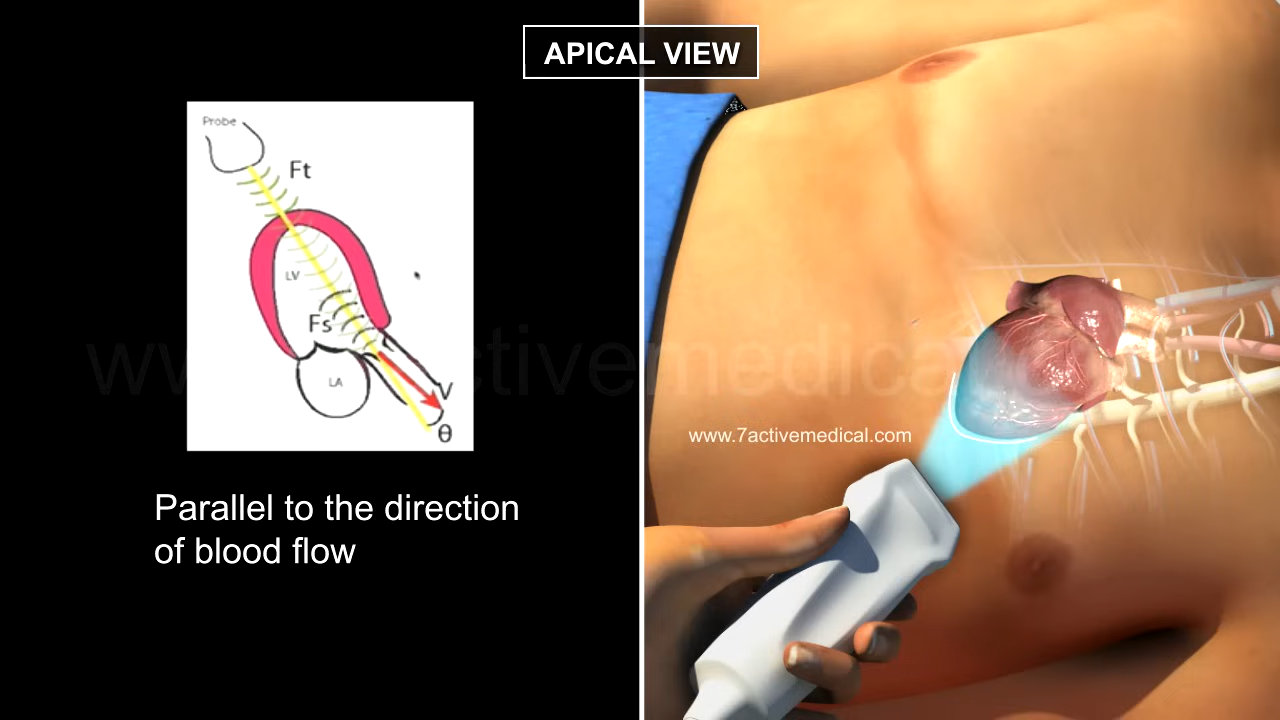 APICAL VIEW
Probe
Ft
LV
Fs
LA
V
θ
Parallel to the direction
of blood flow
www.7activemedical.com